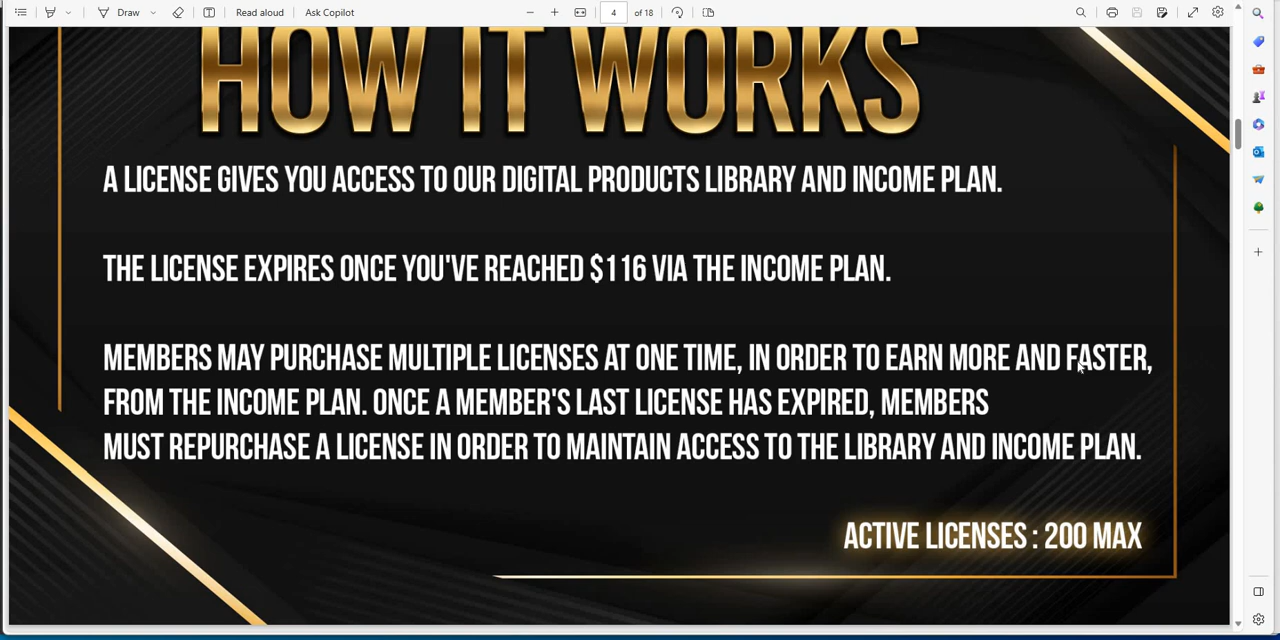 Draw
Read aloud
Ask Copilot
4
of 18
HOW IT WORKS
A LICENSE GIVES YOU ACCESS TO OUR DIGITAL PRODUCTS LIBRARY AND INCOME PLAN.
THE LICENSE EXPIRES ONCE YOU'VE REACHED $116 VIA THE INCOME PLAN.
MEMBERS MAY PURCHASE MULTIPLE LICENSES AT ONE TIME, IN ORDER TO EARN MORE AND FASTER,
FROM THE INCOME PLAN. ONCE A MEMBER'S LAST LICENSE HAS EXPIRED, MEMBERS
MUST REPURCHASE A LICENSE IN ORDER TO MAINTAIN ACCESS TO THE LIBRARY AND INCOME PLAN.
ACTIVE LICENSES : 200 MAX